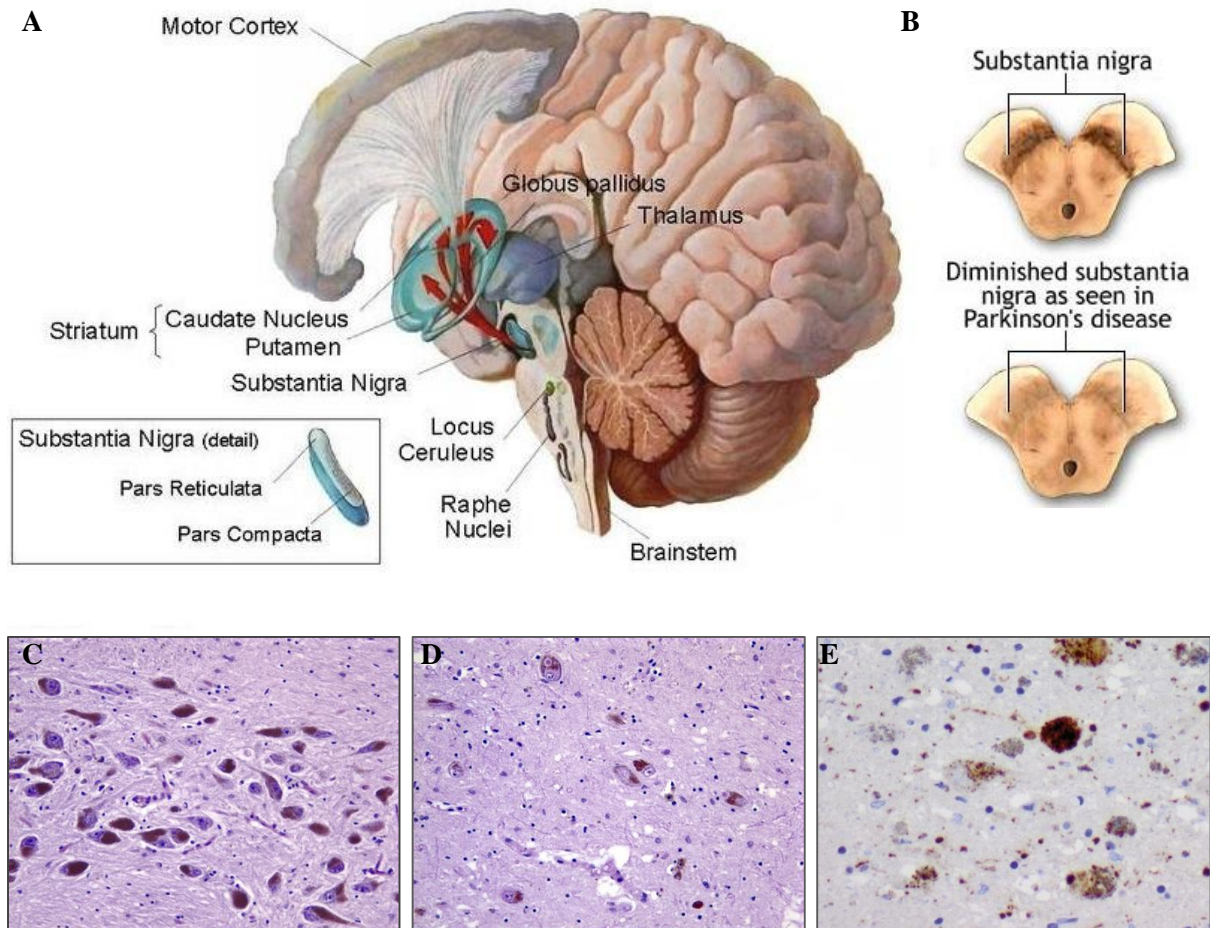 A
Motor Cortex
Globus pallidus
Thalamus
Striatum
Caudate Nucleus
Putamen
Substantia Nigra
Locus
Ceruleus
Raphe
Nuclei
Brainstem
Substantia Nigra (detail)
Pars Reticulata
Pars Compacta
B
Substantia nigra
Diminished substantia
nigra as seen in
Parkinson's disease
C
D
E